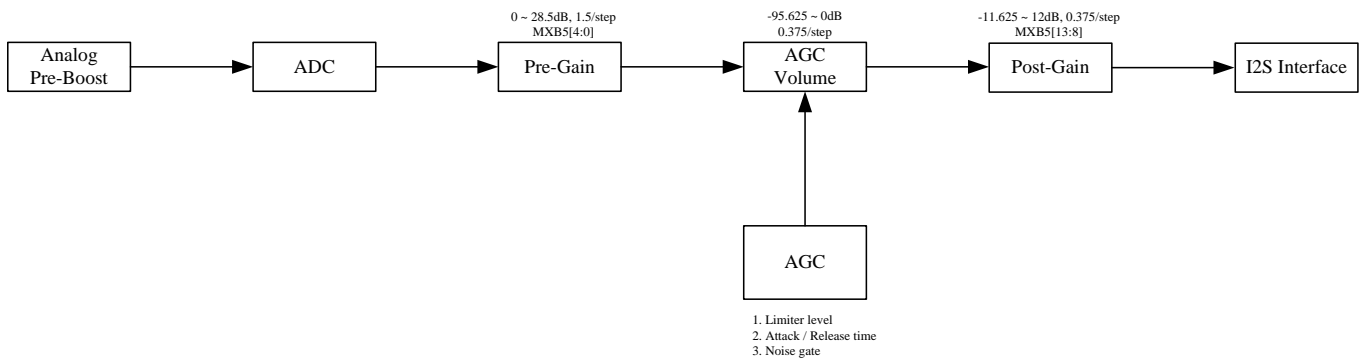 0 ~ 28.5dB, 1.5/step
MXB5[4:0]
-95.625 ~ 0dB
0.375/step
-11.625 ~ 12dB, 0.375/step
MXB5[13:8]
Analog
Pre-Boost
ADC
Pre-Gain
AGC
Volume
Post-Gain
I2S Interface
AGC
1. Limiter level
2. Attack / Release time
3. Noise gate